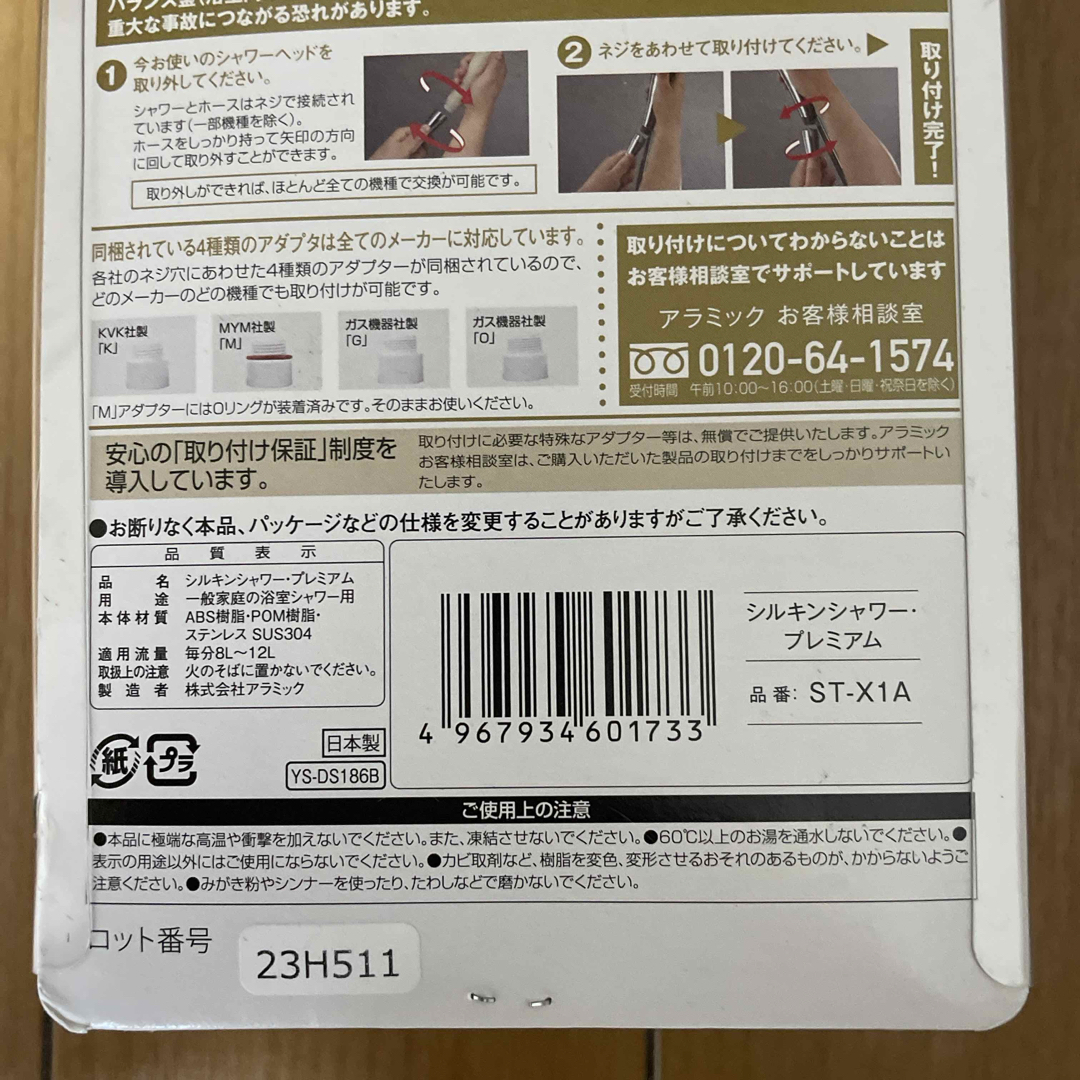 重大な事故につながる恐れがあります。
1 今お使いのシャワーヘッドを
取り外してください。
シャワーとホースはネジで接続され
ています(一部機種を除く)。
ホースをしっかり持って矢印の方向
に回して取り外すことができます。
取り外しができれば、ほとんど全ての機種で交換が可能です。
2 ネジをあわせて取り付けてください。▶
取り付け完了!
同梱されている4種類のアダプタは全てのメーカーに対応しています。
各社のネジ穴にあわせた4種類のアダプターが同梱されているので、
どのメーカーのどの機種でも取り付けが可能です。
KVK社製
「K」
MYM社製
「M」
ガス機器社製
「G」
ガス機器社製
「O」
「M」アダプターにはOリングが装着済みです。そのままお使いください。
取り付けについてわからないことは
お客様相談室でサポートしています
アラミック お客様相談室
0120-64-1574
受付時間 午前10:00〜16:00(土曜・日曜・祝祭日を除く)
安心の「取り付け保証」制度を
導入しています。
取り付けに必要な特殊なアダプター等は、無償でご提供いたします。アラミック
お客様相談室は、ご購入いただいた製品の取り付けまでをしっかりサポートい
たします。
●お断りなく本品、パッケージなどの仕様を変更することがありますがご了承ください。
品質表示
品名 シルキンシャワー・プレミアム
用途 一般家庭の浴室シャワー用
本体材質 ABS樹脂・POM樹脂・
ステンレス SUS304
適用流量 毎分8L〜12L
取扱上の注意 火のそばに置かないでください。
製造者 株式会社アラミック
紙
プラ
日本製
YS-DS186B
4 967934 601733
シルキンシャワー・
プレミアム
品番: ST-X1A
ご使用上の注意
●本品に極端な高温や衝撃を加えないでください。また、凍結させないでください。●60℃以上のお湯を通水しないでください。●
表示の用途以外にはご使用にならないでください。●カビ取剤など、樹脂を変色、変形させるおそれのあるものが、かからないようご
注意ください。●みがき粉やシンナーを使ったり、たわしなどで磨かないでください。
ロット番号
23H511